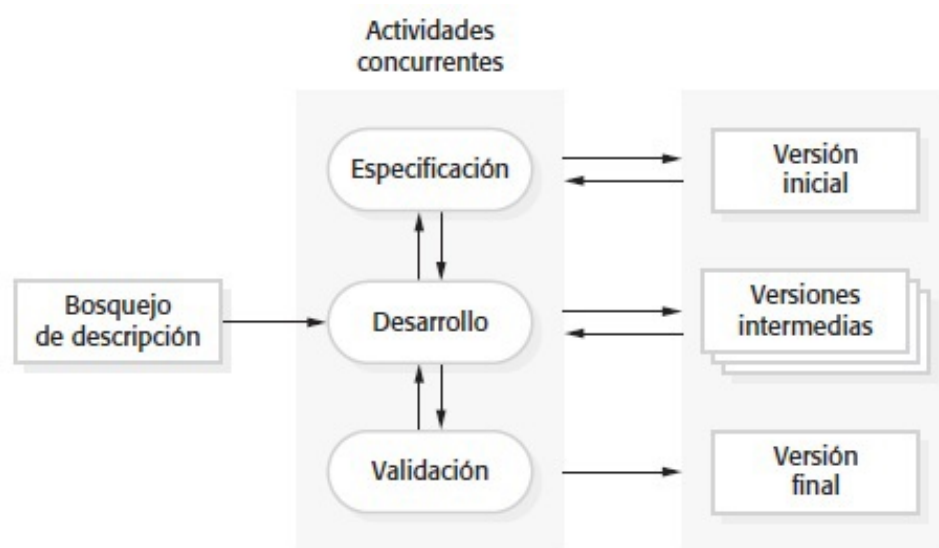 Actividades
concurrentes
Especificación
Versión
inicial
Bosquejo
de descripción
Desarrollo
Versiones
intermedias
Validación
Versión
final